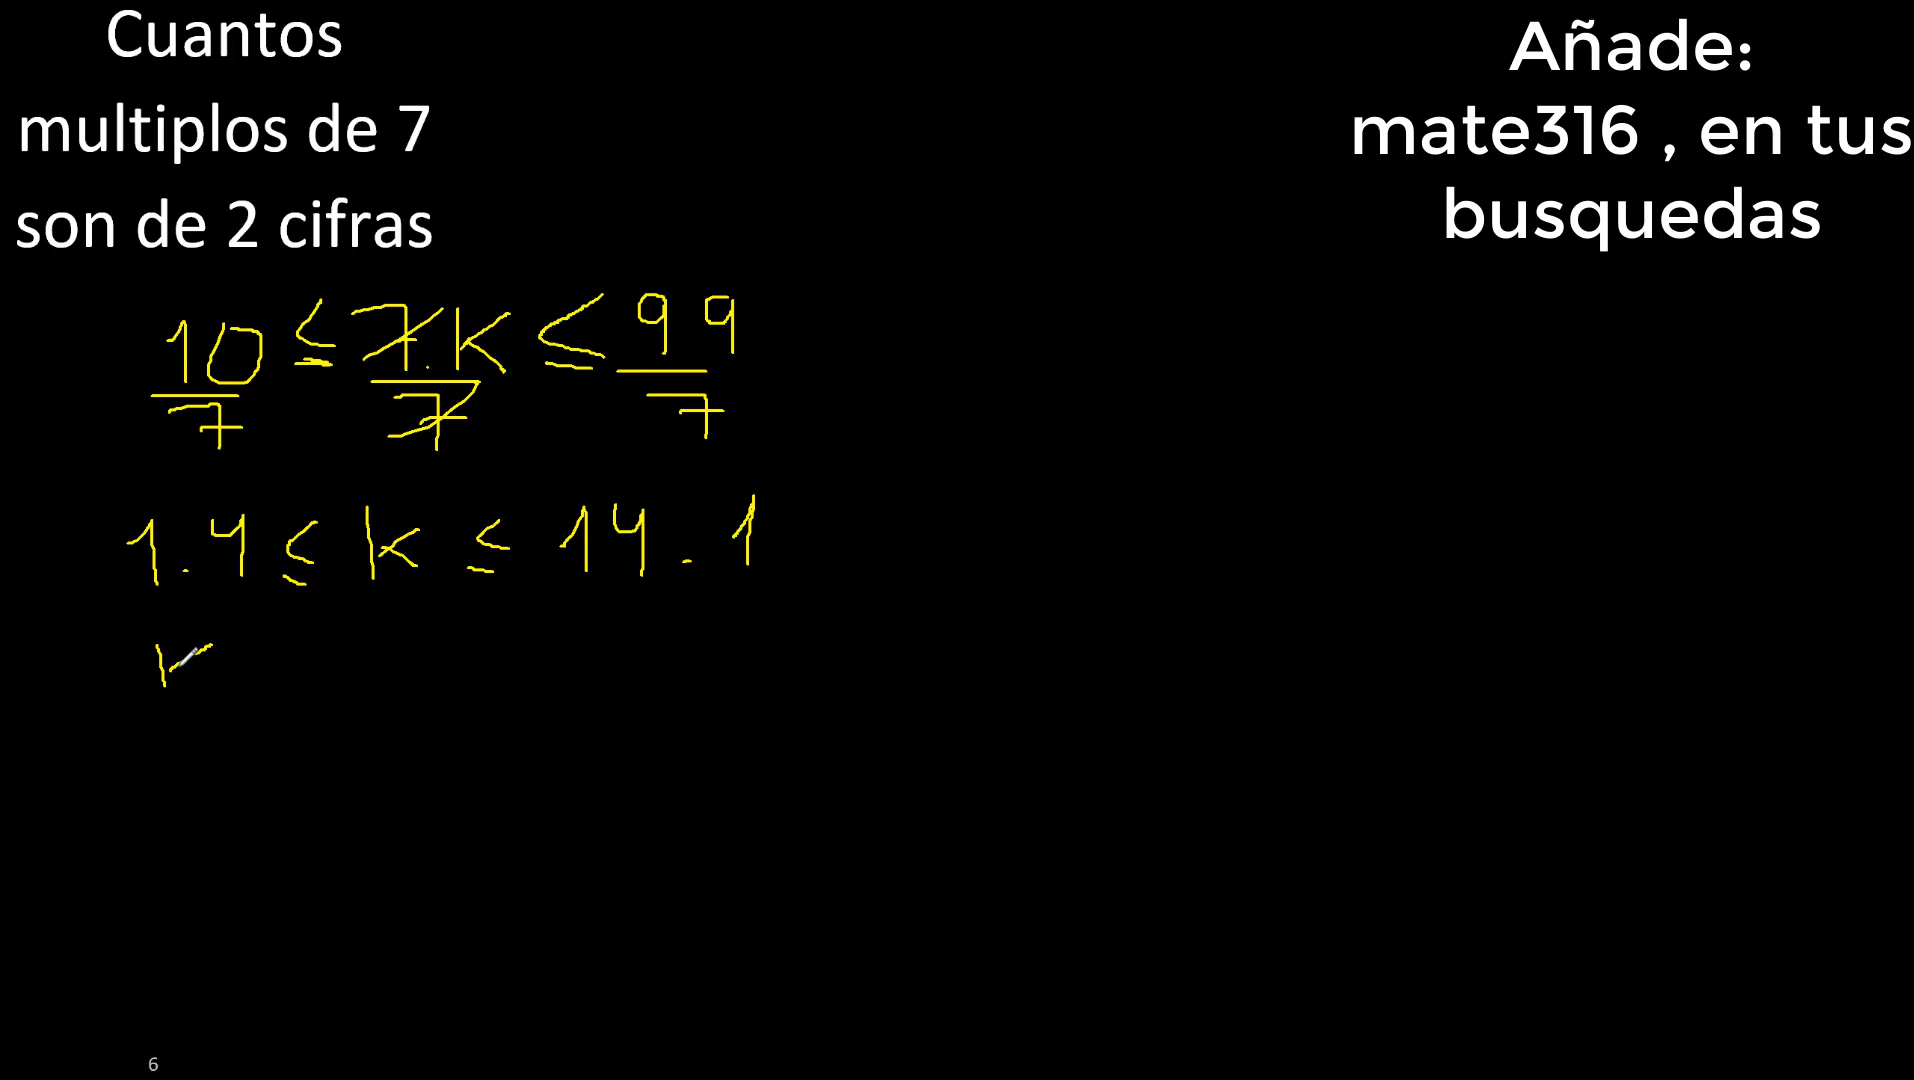 Cuantos
multiplos de 7
son de 2 cifras
Añade:
mate316 , en tus
busquedas
10 ≤ 7.K ≤ 99
7 7 7
1.4 ≤ k ≤ 14.1
K
6